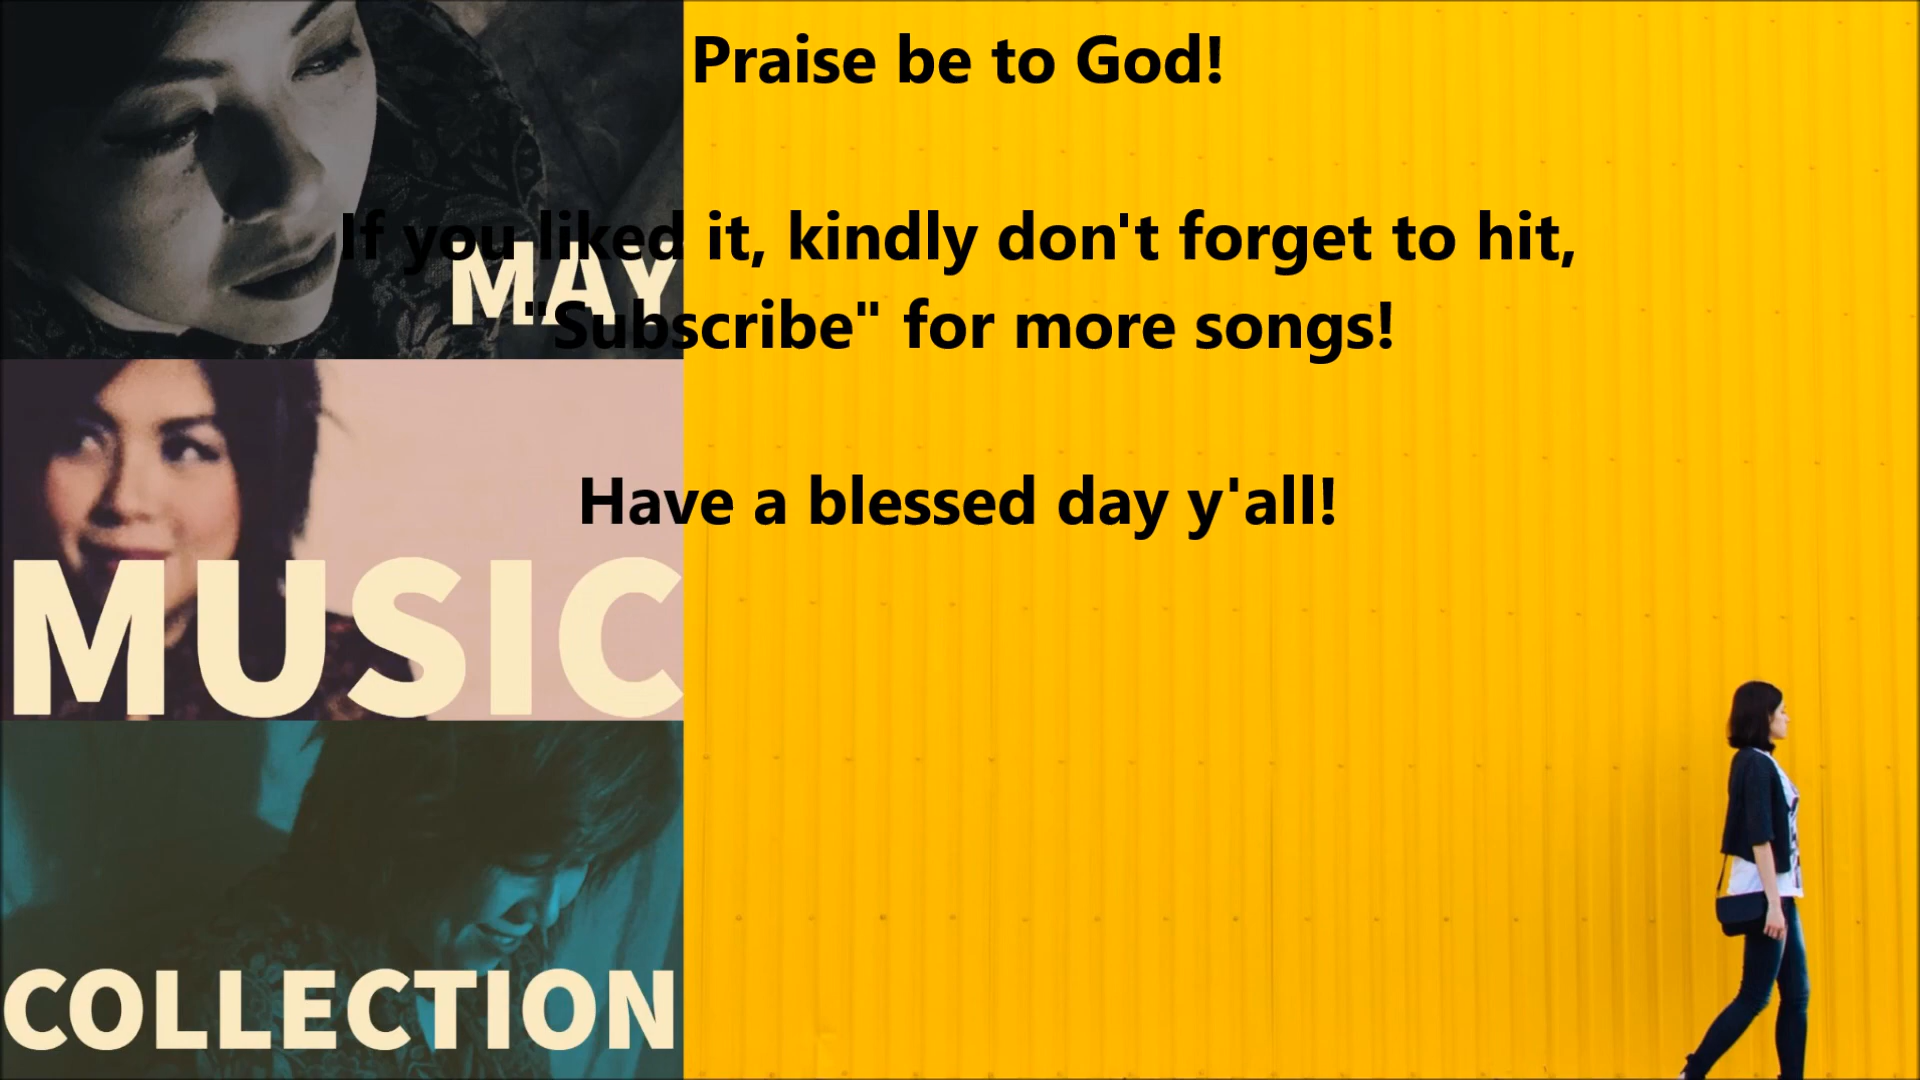 Praise be to God!
If you liked it, kindly don't forget to hit,
"Subscribe" for more songs!
Have a blessed day y'all!
MAY
MUSIC
COLLECTION